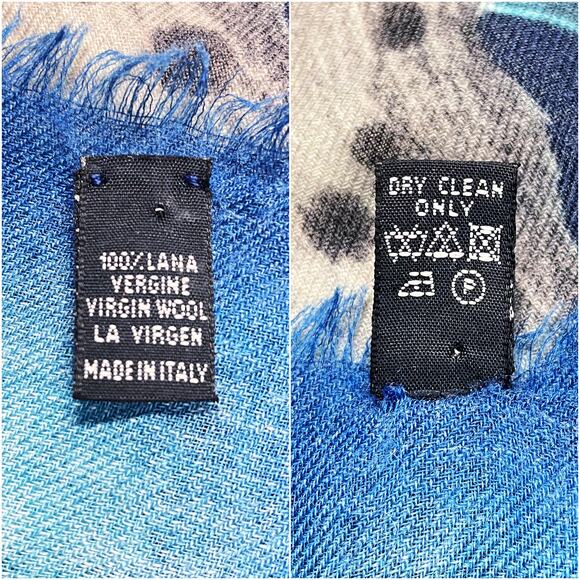 100% LANA
VERGINE
VIRGIN WOOL
LA VIRGEN
MADE IN ITALY
DRY CLEAN
ONLY
P